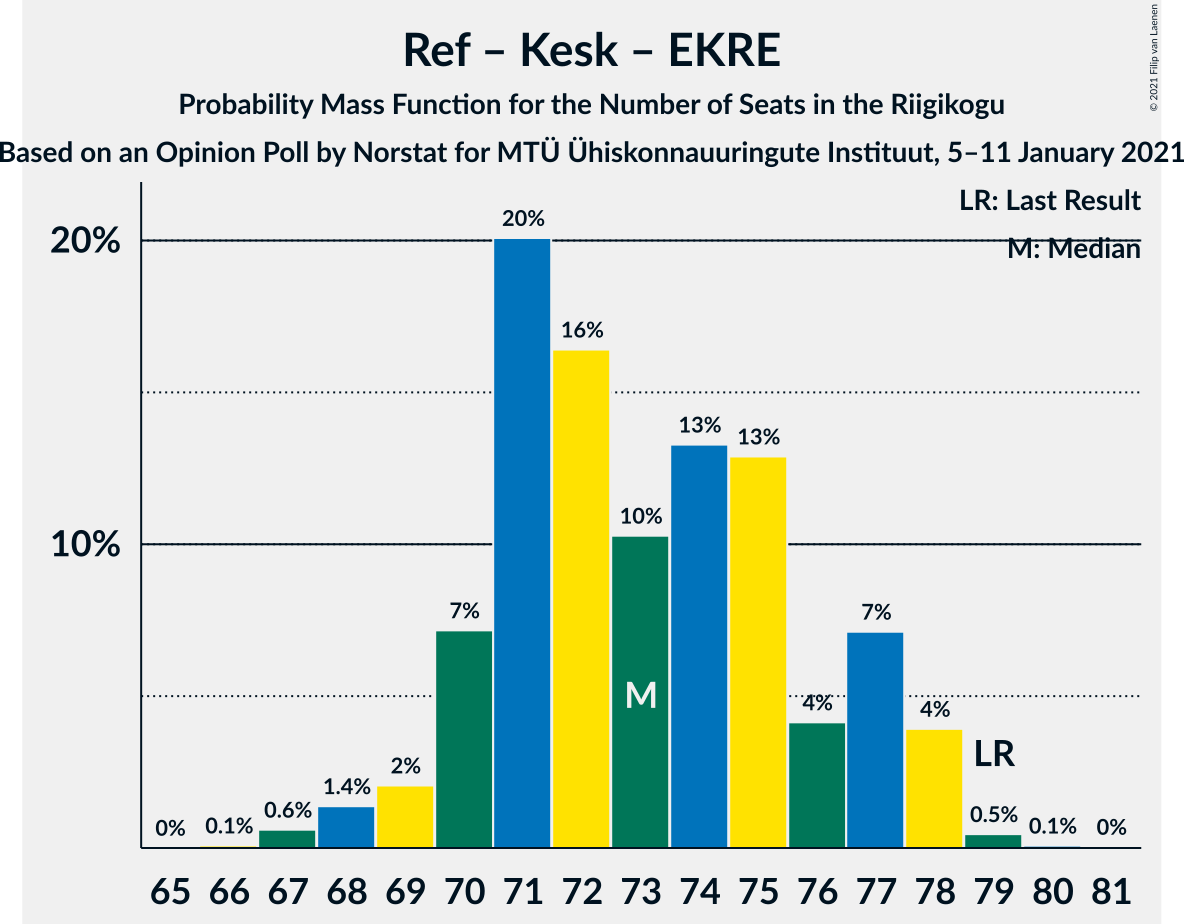 Ref – Kesk – EKRE
Probability Mass Function for the Number of Seats in the Riigikogu
Based on an Opinion Poll by Norstat for MTÜ Ühiskonnauuringute Instituut, 5–11 January 2021
© 2021 Filip van Laenen
LR: Last Result
M: Median
20%
10%
0%
0.1%
0.6%
1.4%
2%
7%
20%
16%
10%
13%
13%
4%
7%
4%
0.5%
0.1%
0%
M
LR
65 66 67 68 69 70 71 72 73 74 75 76 77 78 79 80 81